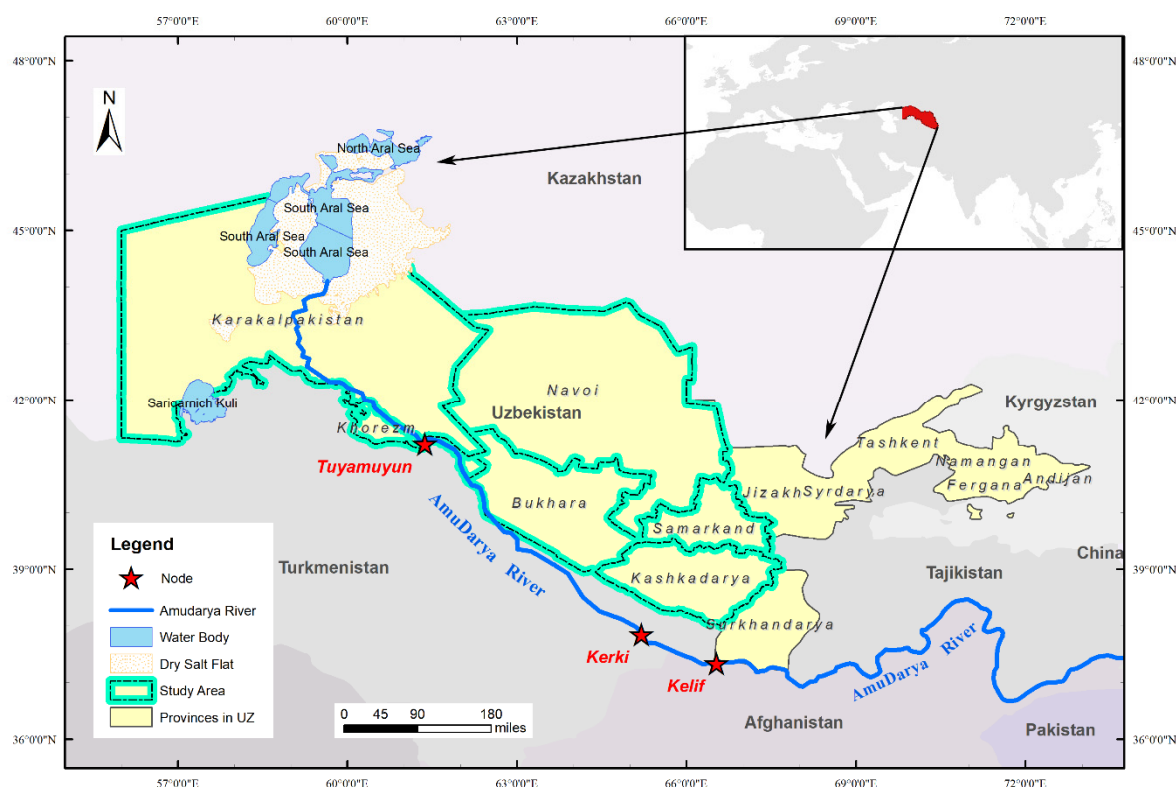 57°0'0"E 60°0'0"E 63°0'0"E 66°0'0"E 69°0'0"E 72°0'0"E
48°0'0"N 48°0'0"N
N
North Aral Sea
Kazakhstan
South Aral Sea
South Aral Sea
South Aral Sea
45°0'0"N 45°0'0"N
Karakalpakistan
Navoi
Saricarnich Kuli
42°0'0"N 42°0'0"N
Uzbekistan
Kyrgyzstan
Khorezm
Tashkent
Tuyamuyun
Namangan
Fergana Andijan
Jizakh Syrdarya
Bukhara
AmuDarya River
Samarkand
China
Legend
Node
Amudarya River
Water Body
Dry Salt Flat
Study Area
Provinces in UZ
39°0'0"N 39°0'0"N
Turkmenistan
Kashkadarya
Tajikistan
Surkhandarya
Kerki
Kelif
AmuDarya River
0 45 90 180
miles
Afghanistan
Pakistan
36°0'0"N 36°0'0"N
57°0'0"E 60°0'0"E 63°0'0"E 66°0'0"E 69°0'0"E 72°0'0"E